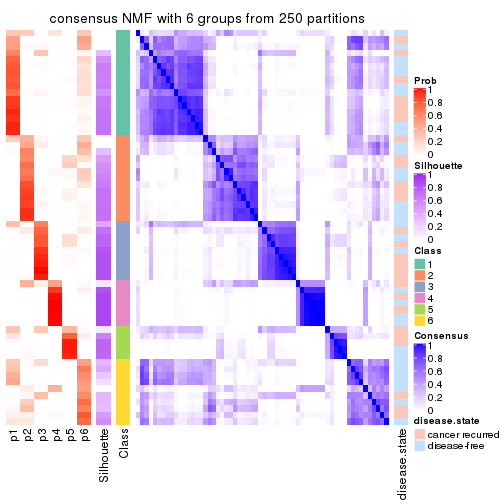 consensus NMF with 6 groups from 250 partitions
Prob
1
0.8
0.6
0.4
0.2
0
Silhouette
1
0.8
0.6
0.4
0.2
0
Class
1
2
3
4
5
6
Consensus
1
0.8
0.6
0.4
0.2
0
disease.state
cancer recurred
disease-free
p1
p2
p3
p4
p5
p6
Silhouette
Class
disease.state